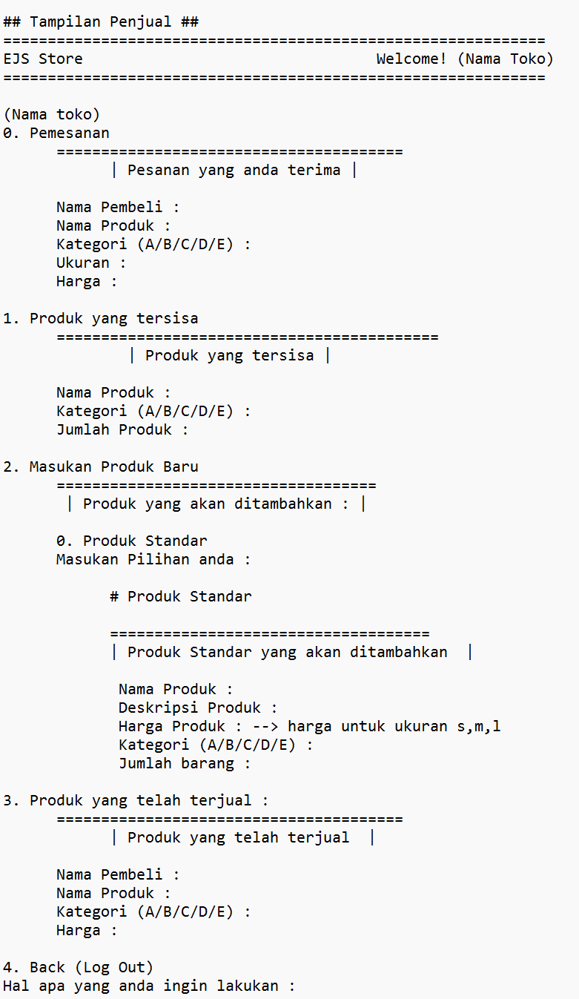 ## Tampilan Penjual ##
=============================================================
EJS Store                                 Welcome! (Nama Toko)
=============================================================
(Nama toko)
0. Pemesanan
      =======================================
            | Pesanan yang anda terima |
      Nama Pembeli :
      Nama Produk :
      Kategori (A/B/C/D/E) :
      Ukuran :
      Harga :
1. Produk yang tersisa
      ===========================================
              | Produk yang tersisa |
      Nama Produk :
      Kategori (A/B/C/D/E) :
      Jumlah Produk :
2. Masukan Produk Baru
      ====================================
       | Produk yang akan ditambahkan : |
      0. Produk Standar
      Masukan Pilihan anda :
            # Produk Standar
            ====================================
            | Produk Standar yang akan ditambahkan  |
             Nama Produk :
             Deskripsi Produk :
             Harga Produk : --> harga untuk ukuran s,m,l
             Kategori (A/B/C/D/E) :
             Jumlah barang :
3. Produk yang telah terjual :
      =======================================
            | Produk yang telah terjual  |
      Nama Pembeli :
      Nama Produk :
      Kategori (A/B/C/D/E) :
      Harga :
4. Back (Log Out)
Hal apa yang anda ingin lakukan :